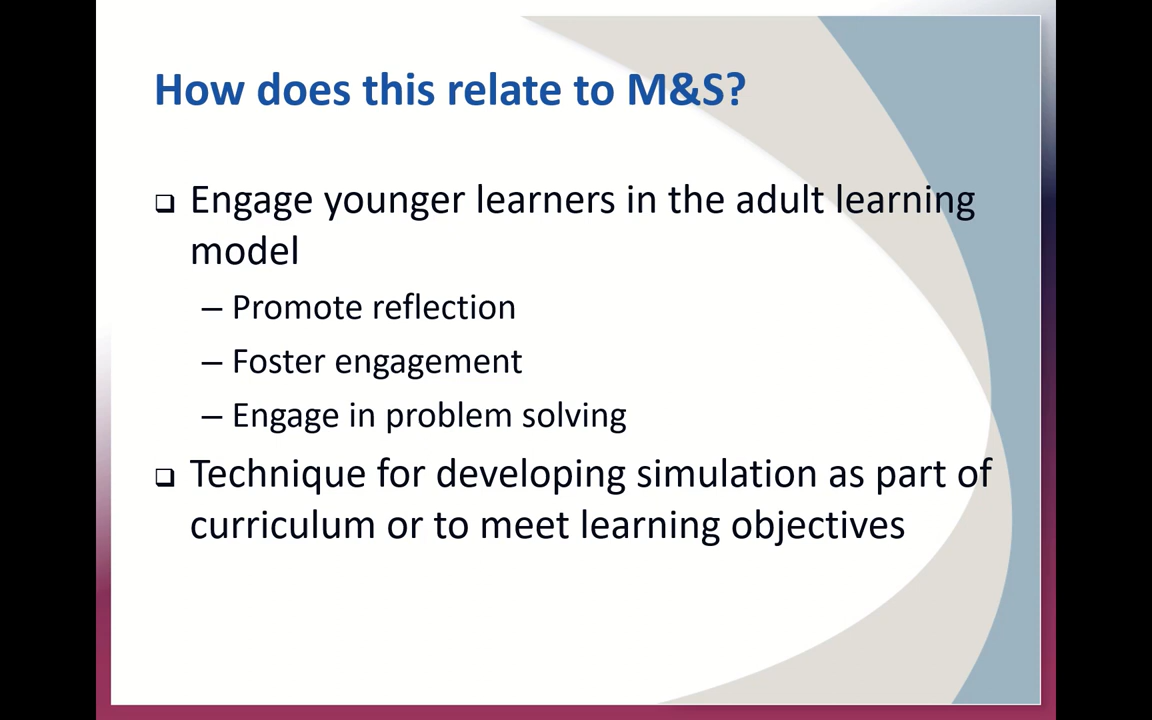 How does this relate to M&S?
❑ Engage younger learners in the adult learning
model
– Promote reflection
– Foster engagement
– Engage in problem solving
❑ Technique for developing simulation as part of
curriculum or to meet learning objectives